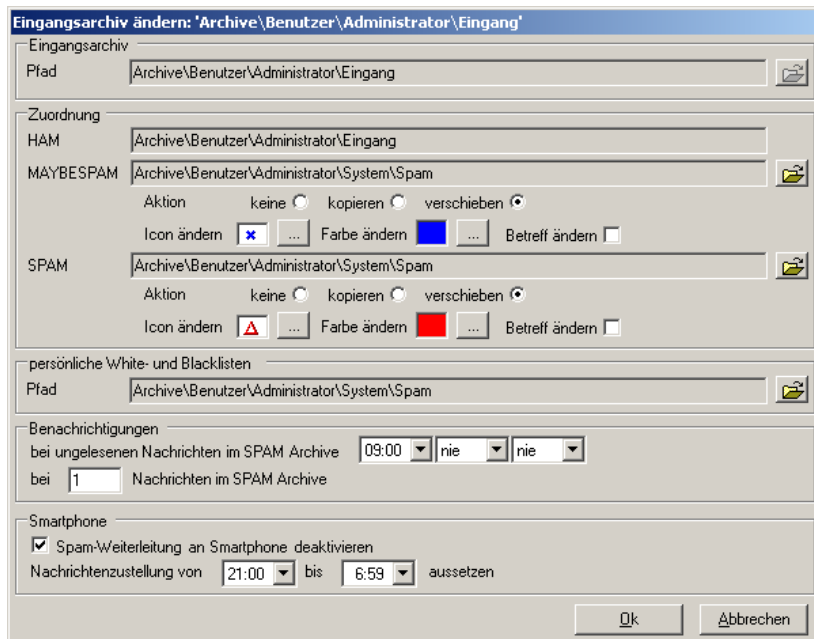 Eingangsarchiv ändern: 'Archive\Benutzer\Administrator\Eingang'
Eingangsarchiv
Pfad Archive\Benutzer\Administrator\Eingang
Zuordnung
HAM Archive\Benutzer\Administrator\Eingang
MAYBESPAM Archive\Benutzer\Administrator\System\Spam
Aktion keine kopieren verschieben
Icon ändern ... Farbe ändern ... Betreff ändern
SPAM Archive\Benutzer\Administrator\System\Spam
Aktion keine kopieren verschieben
Icon ändern ... Farbe ändern ... Betreff ändern
persönliche White- und Blacklisten
Pfad Archive\Benutzer\Administrator\System\Spam
Benachrichtigungen
bei ungelesenen Nachrichten im SPAM Archive 09:00 nie nie
bei 1 Nachrichten im SPAM Archive
Smartphone
Spam-Weiterleitung an Smartphone deaktivieren
Nachrichtenzustellung von 21:00 bis 6:59 aussetzen
Ok Abbrechen